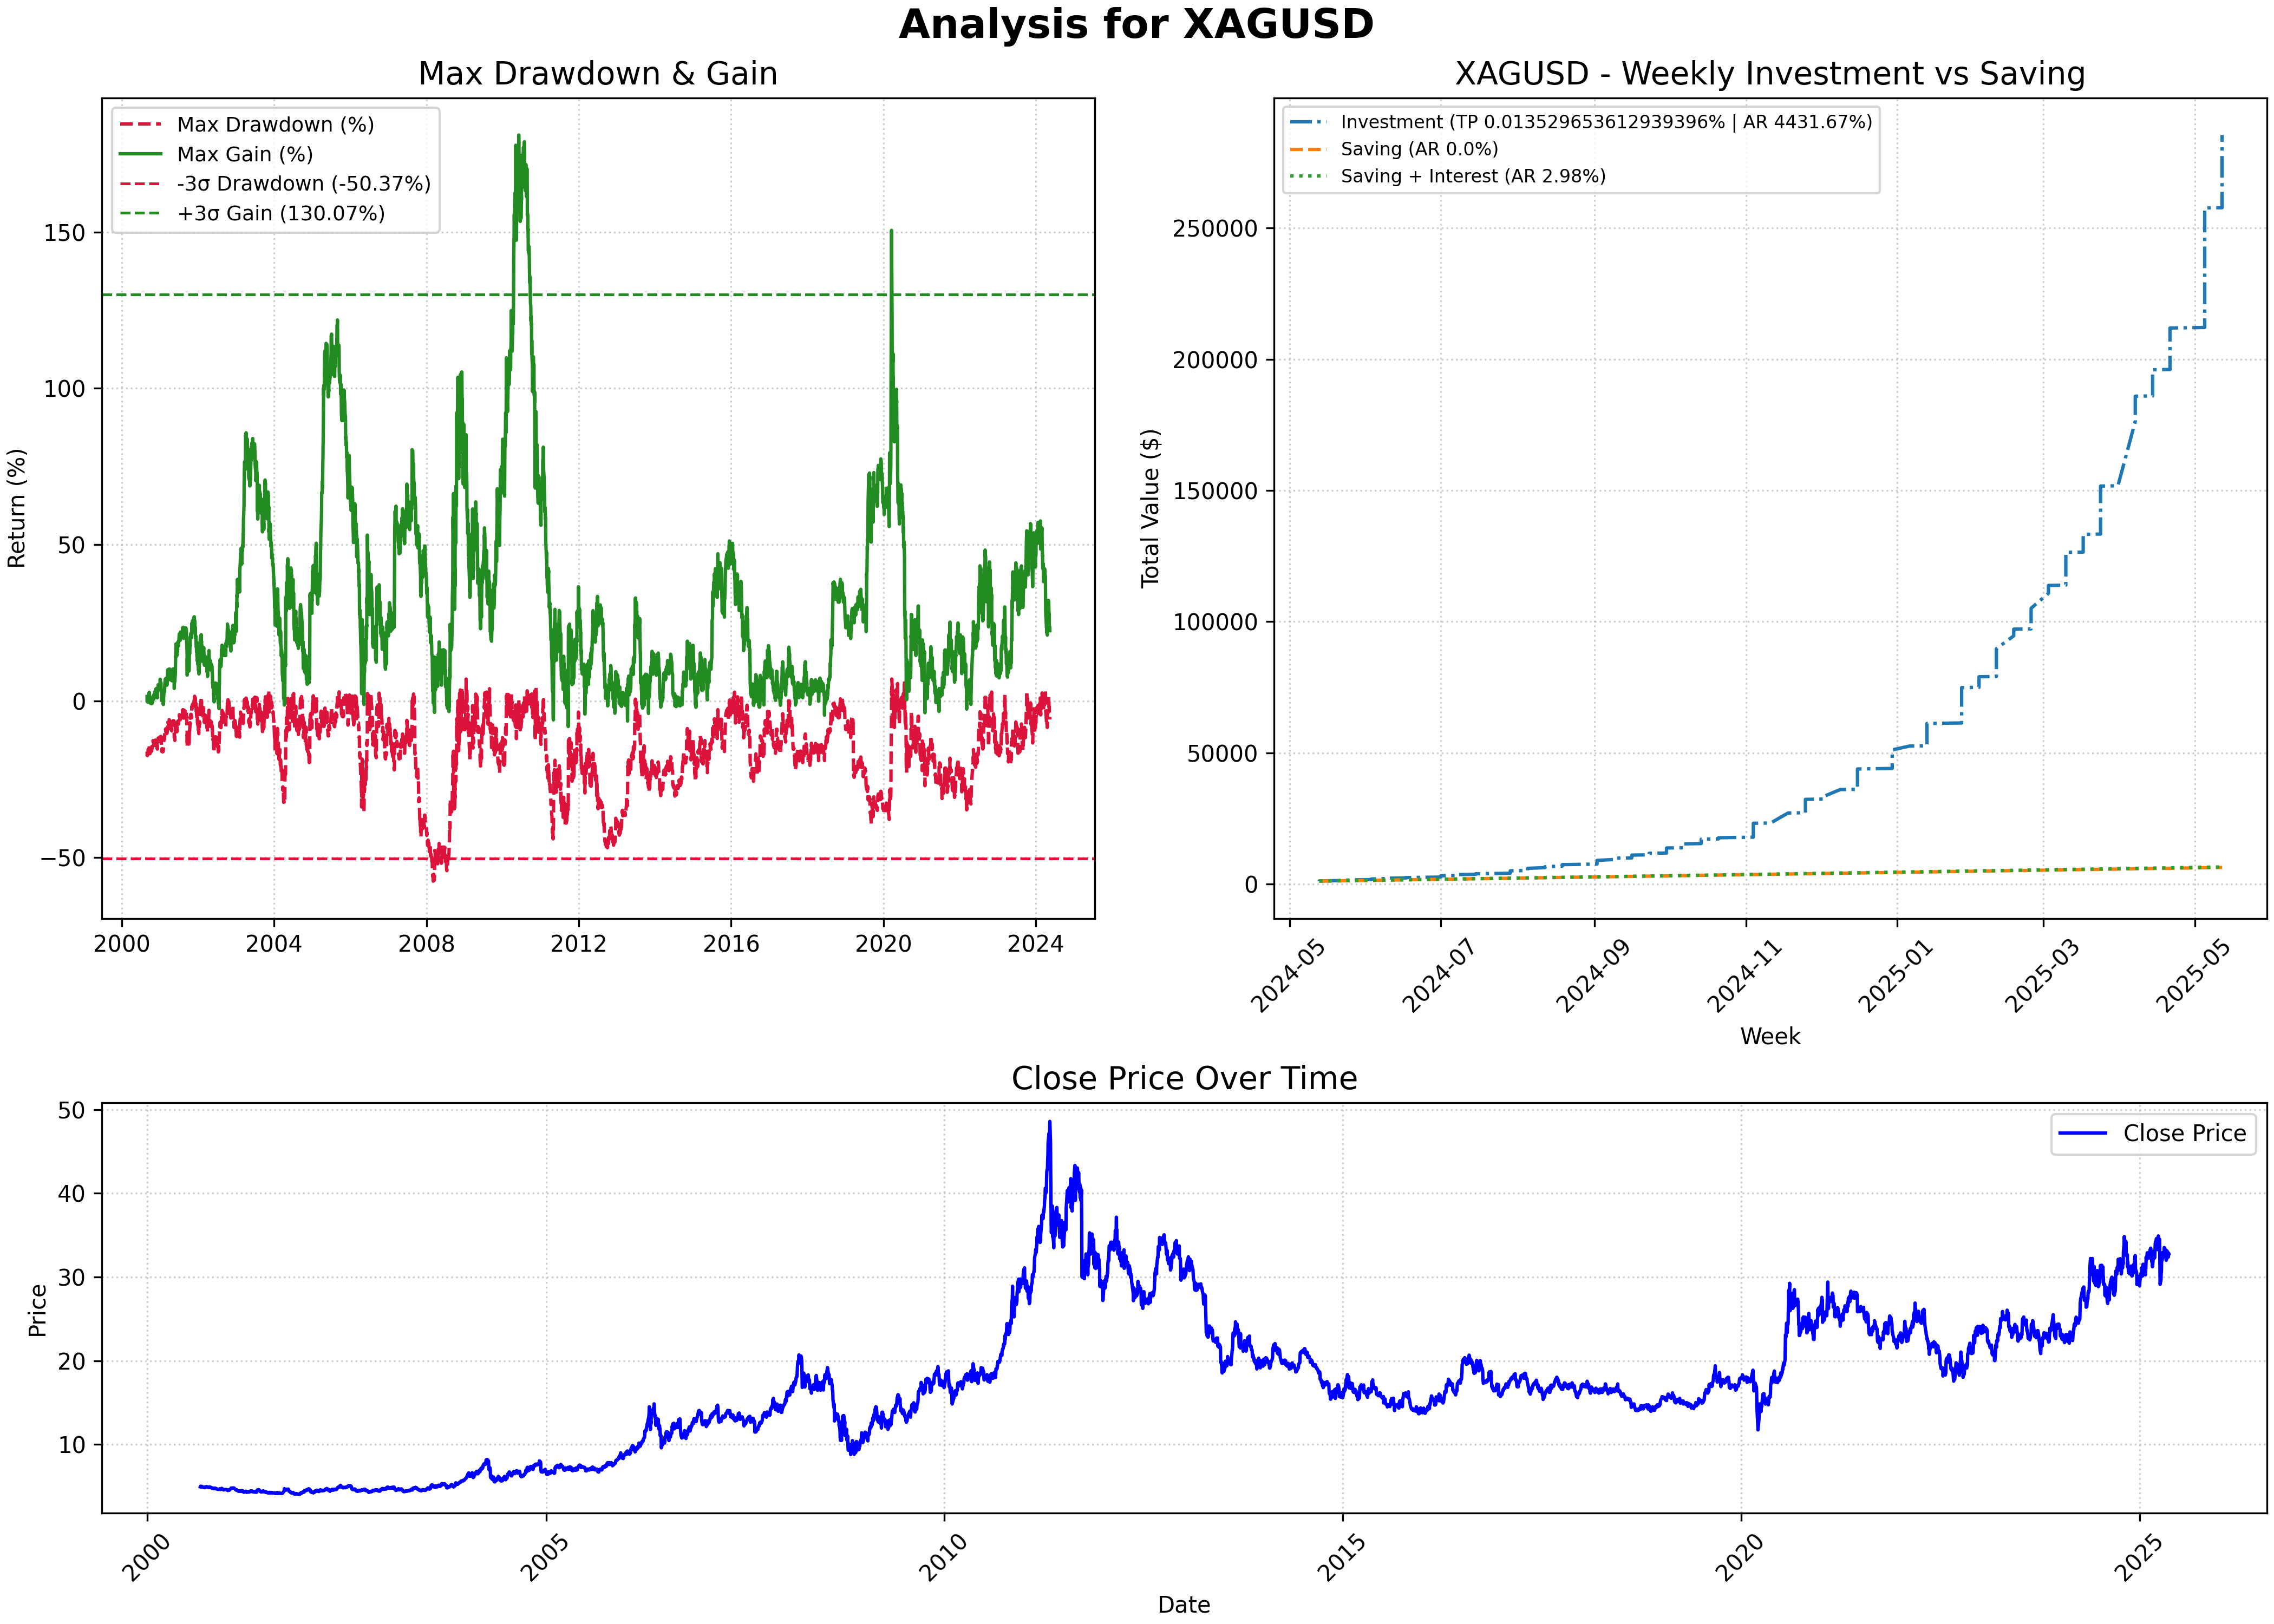 Analysis for XAGUSD
Max Drawdown & Gain
Max Drawdown (%)
Max Gain (%)
-3σ Drawdown (-50.37%)
+3σ Gain (130.07%)
Return (%)
150
100
50
0
−50
2000
2004
2008
2012
2016
2020
2024
XAGUSD - Weekly Investment vs Saving
Investment (TP 0.013529653612939396% | AR 4431.67%)
Saving (AR 0.0%)
Saving + Interest (AR 2.98%)
Total Value ($)
250000
200000
150000
100000
50000
0
2024-05
2024-07
2024-09
2024-11
2025-01
2025-03
2025-05
Week
Close Price Over Time
Close Price
Price
50
40
30
20
10
2000
2005
2010
2015
2020
2025
Date